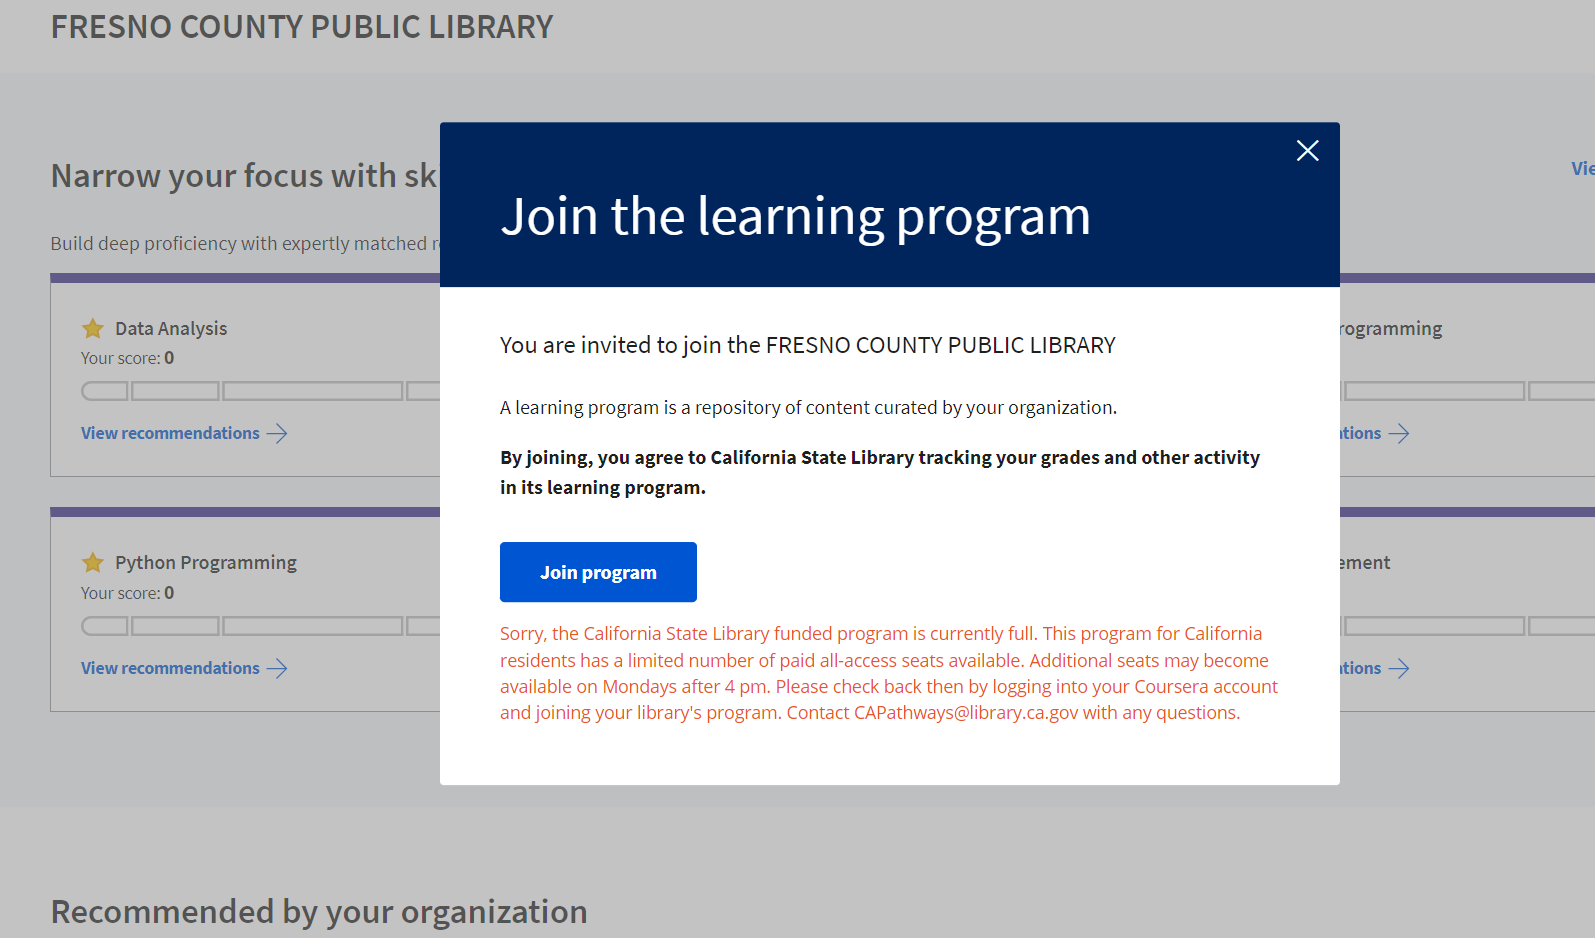 FRESNO COUNTY PUBLIC LIBRARY
Narrow your focus with
Build deep proficiency with expertly matched
Data Analysis
Your score: 0
View recommendations
Python Programming
Your score: 0
View recommendations
Join the learning program
You are invited to join the FRESNO COUNTY PUBLIC LIBRARY
A learning program is a repository of content curated by your organization.
By joining, you agree to California State Library tracking your grades and other activity
in its learning program.
Join program
Sorry, the California State Library funded program is currently full. This program for California
residents has a limited number of paid all-access seats available. Additional seats may become
available on Mondays after 4 pm. Please check back then by logging into your Coursera account
and joining your library's program. Contact CAPathways@library.ca.gov with any questions.
Recommended by your organization